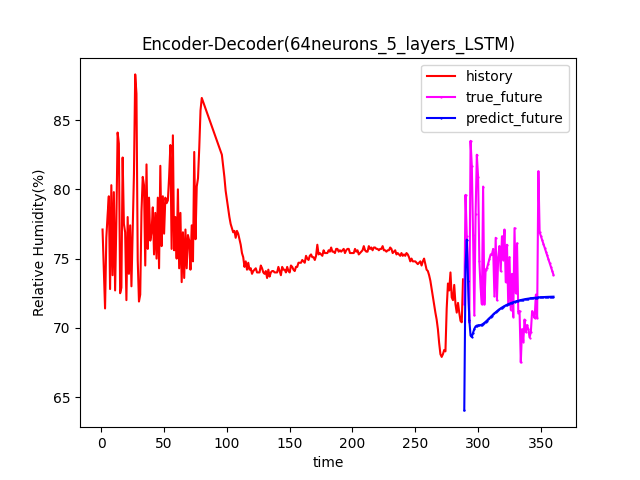 Encoder-Decoder(64neurons_5_layers_LSTM)
history
true_future
predict_future
85
80
75
70
65
Relative Humidity(%)
0 50 100 150 200 250 300 350
time